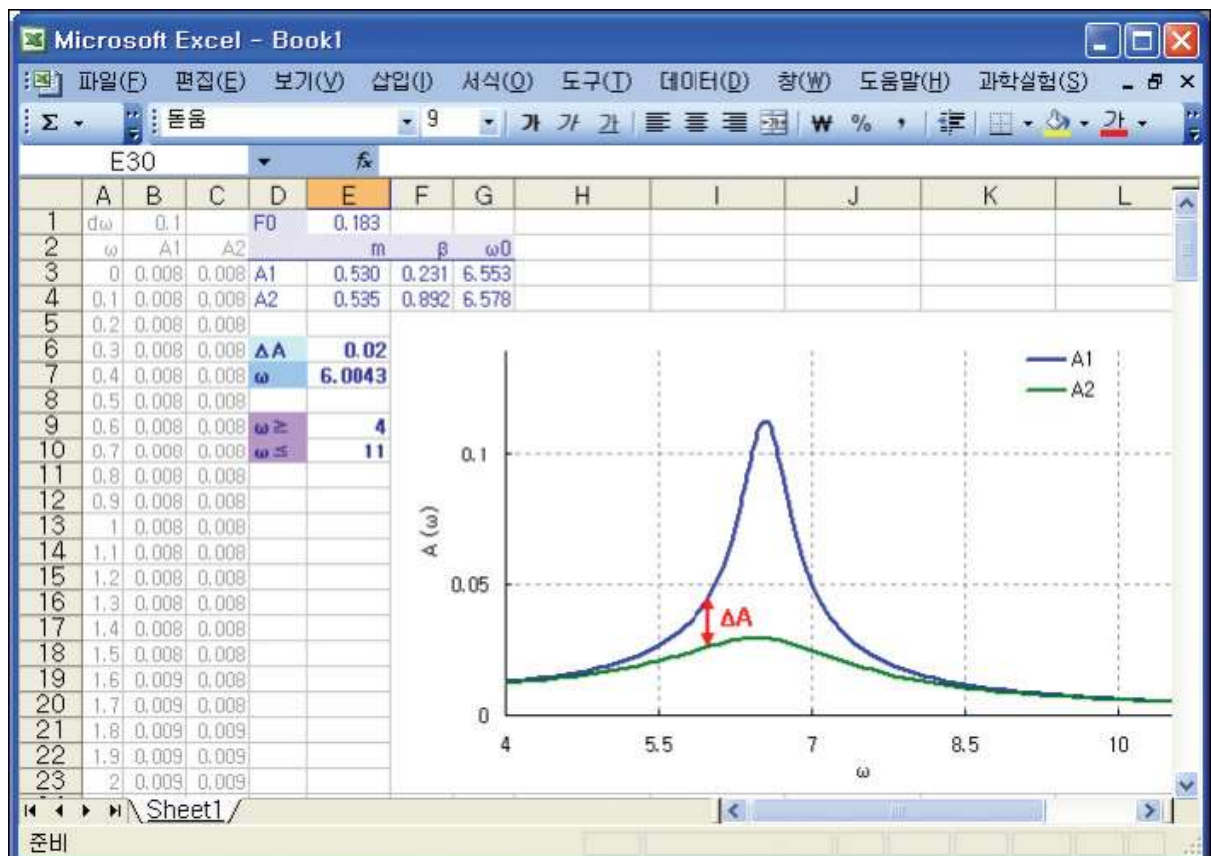 Microsoft Excel - Book1
파일(F) 편집(E) 보기(V) 삽입(I) 서식(O) 도구(T) 데이터(D) 창(W) 도움말(H) 과학실험(S)
Σ 돋움 9 가 가 가 ₩ % , 가
E30 fx
A B C D E F G H I J K L
1 dω 0.1 F0 0.183
2 ω A1 A2 m β ω0
3 0 0.008 0.008 A1 0.530 0.231 6.553
4 0.1 0.008 0.008 A2 0.535 0.892 6.578
5 0.2 0.008 0.008
6 0.3 0.008 0.008 ΔA 0.02
7 0.4 0.008 0.008 ω 6.0043
8 0.5 0.008 0.008
9 0.6 0.008 0.008 ω ≥ 4
10 0.7 0.008 0.008 ω ≤ 11
11 0.8 0.008 0.008
12 0.9 0.008 0.008
13 1 0.008 0.008
14 1.1 0.008 0.008
15 1.2 0.008 0.008
16 1.3 0.008 0.008
17 1.4 0.008 0.008
18 1.5 0.008 0.008
19 1.6 0.009 0.008
20 1.7 0.009 0.008
21 1.8 0.009 0.009
22 1.9 0.009 0.009
23 2 0.009 0.009
A1
A2
0.1
A (ω)
0.05
ΔA
0
4 5.5 7 8.5 10
ω
Sheet1
준비